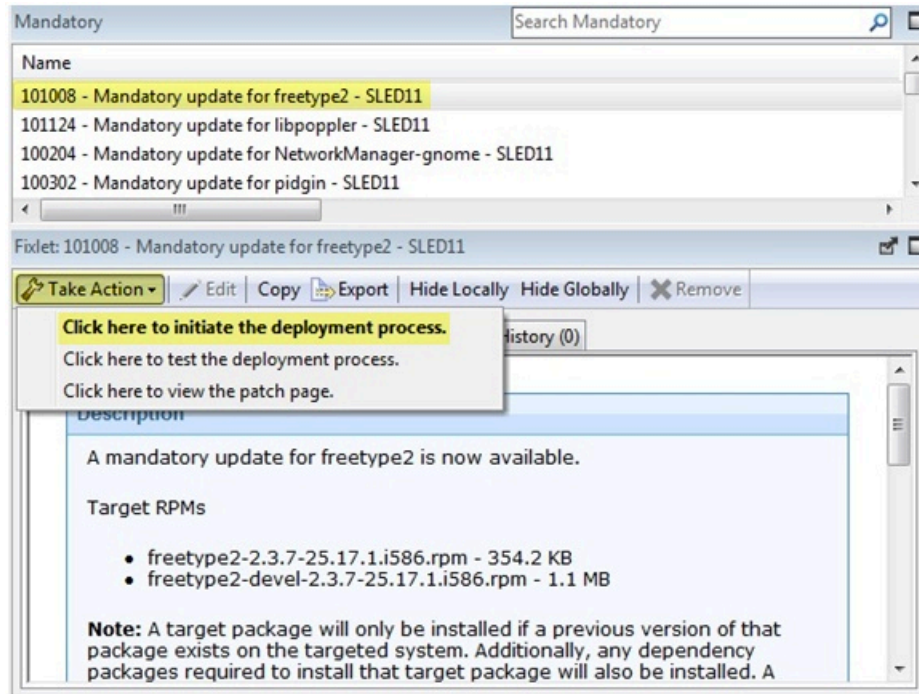 Mandatory
Search Mandatory
Name
101008 - Mandatory update for freetype2 - SLED11
101124 - Mandatory update for libpoppler - SLED11
100204 - Mandatory update for NetworkManager-gnome - SLED11
100302 - Mandatory update for pidgin - SLED11
Fixlet: 101008 - Mandatory update for freetype2 - SLED11
Take Action Edit Copy Export Hide Locally Hide Globally Remove
Click here to initiate the deployment process.
History (0)
Click here to test the deployment process.
Click here to view the patch page.
Description
A mandatory update for freetype2 is now available.
Target RPMs
• freetype2-2.3.7-25.17.1.i586.rpm - 354.2 KB
• freetype2-devel-2.3.7-25.17.1.i586.rpm - 1.1 MB
Note: A target package will only be installed if a previous version of that
package exists on the targeted system. Additionally, any dependency
packages required to install that target package will also be installed. A